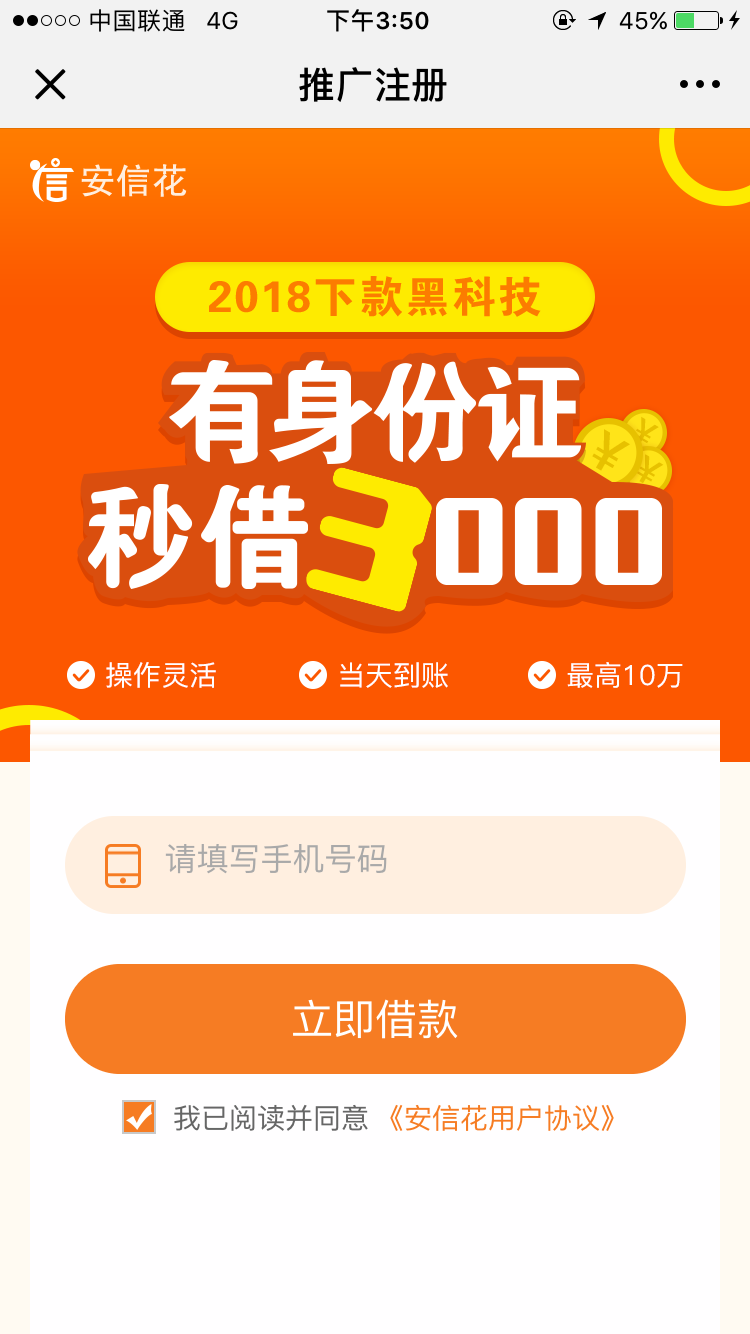 中国联通 4G 下午3:50 45%
推广注册
信 安信花
2018下款黑科技
有身份证
秒借3000
操作灵活 当天到账 最高10万
请填写手机号码
立即借款
我已阅读并同意 《安信花用户协议》